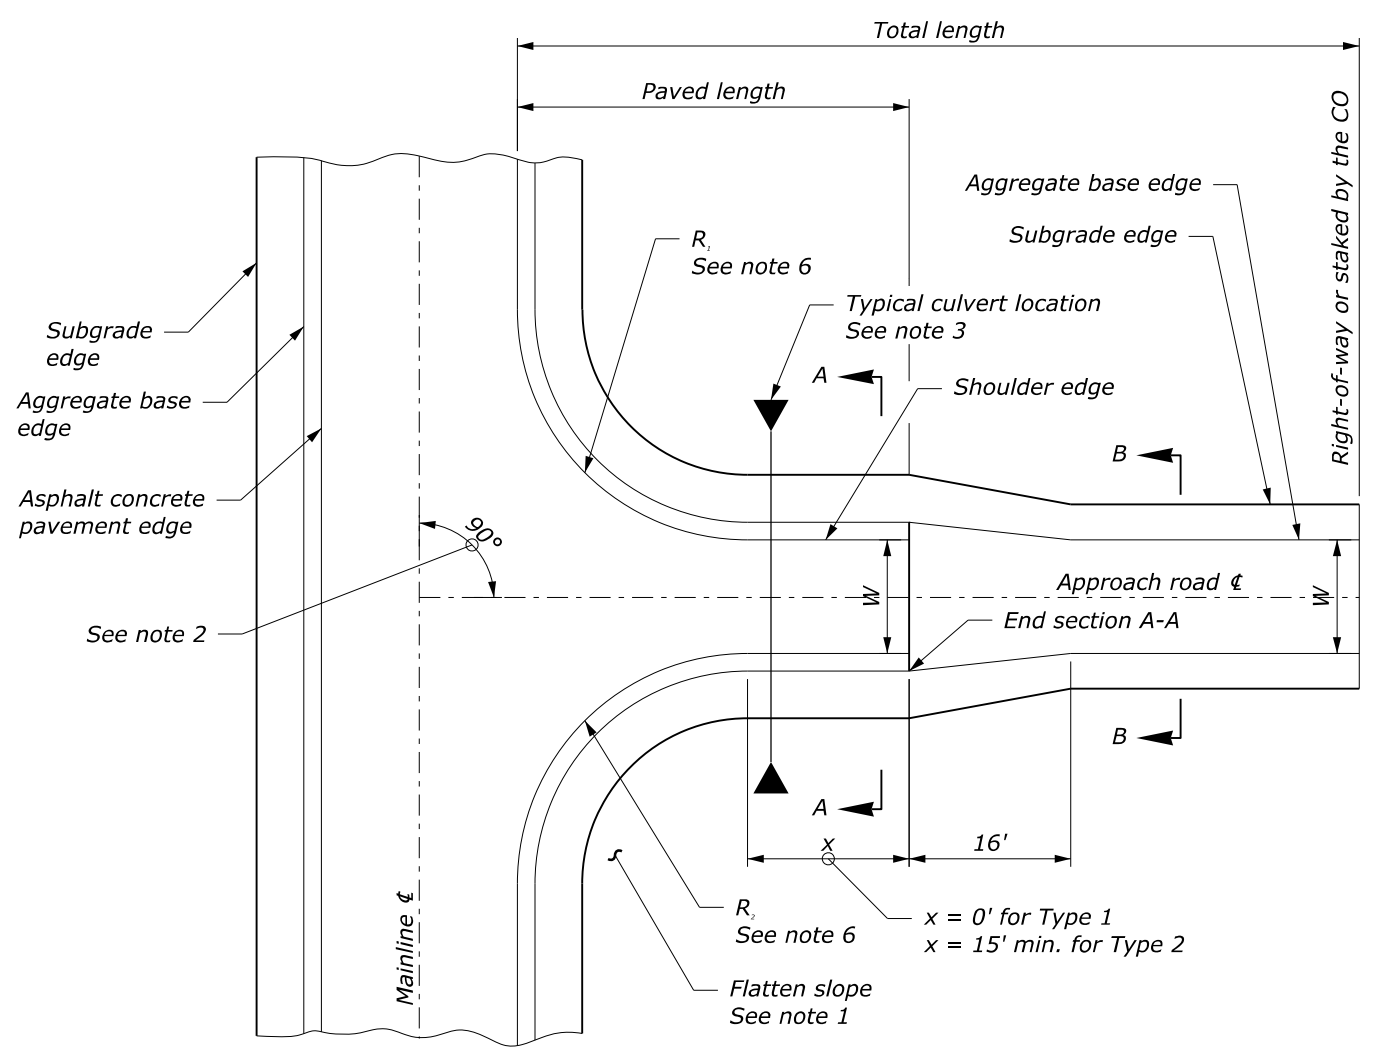 Total length
Paved length
Right-of-way or staked by the CO
Aggregate base edge
Subgrade edge
R₁
See note 6
Typical culvert location
See note 3
Subgrade
edge
A
Shoulder edge
Aggregate base
edge
B
Asphalt concrete
pavement edge
90°
W
Approach road ℄
W
End section A-A
See note 2
B
A
x
16'
Mainline ℄
R₂
See note 6
x = 0' for Type 1
x = 15' min. for Type 2
Flatten slope
See note 1